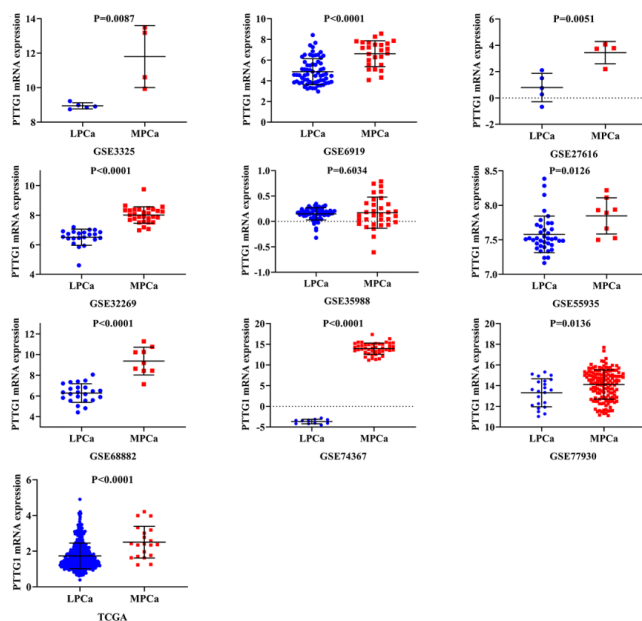 P=0.0087
PTTG1 mRNA expression
14
12
10
8
LPCa
MPCa
GSE3325
P<0.0001
PTTG1 mRNA expression
10
8
6
4
2
0
LPCa
MPCa
GSE6919
P=0.0051
PTTG1 mRNA expression
6
4
2
0
-2
LPCa
MPCa
GSE27616
P<0.0001
PTTG1 mRNA expression
10
8
6
4
LPCa
MPCa
GSE32269
P=0.6034
PTTG1 mRNA expression
1.0
0.5
0.0
-0.5
-1.0
LPCa
MPCa
GSE35988
P=0.0126
PTTG1 mRNA expression
8.5
8.0
7.5
7.0
LPCa
MPCa
GSE55935
P<0.0001
PTTG1 mRNA expression
12
10
8
6
4
LPCa
MPCa
GSE68882
P<0.0001
PTTG1 mRNA expression
20
15
10
5
0
-5
LPCa
MPCa
GSE74367
P=0.0136
PTTG1 mRNA expression
18
16
14
12
10
LPCa
MPCa
GSE77930
P<0.0001
PTTG1 mRNA expression
6
4
2
0
LPCa
MPCa
TCGA